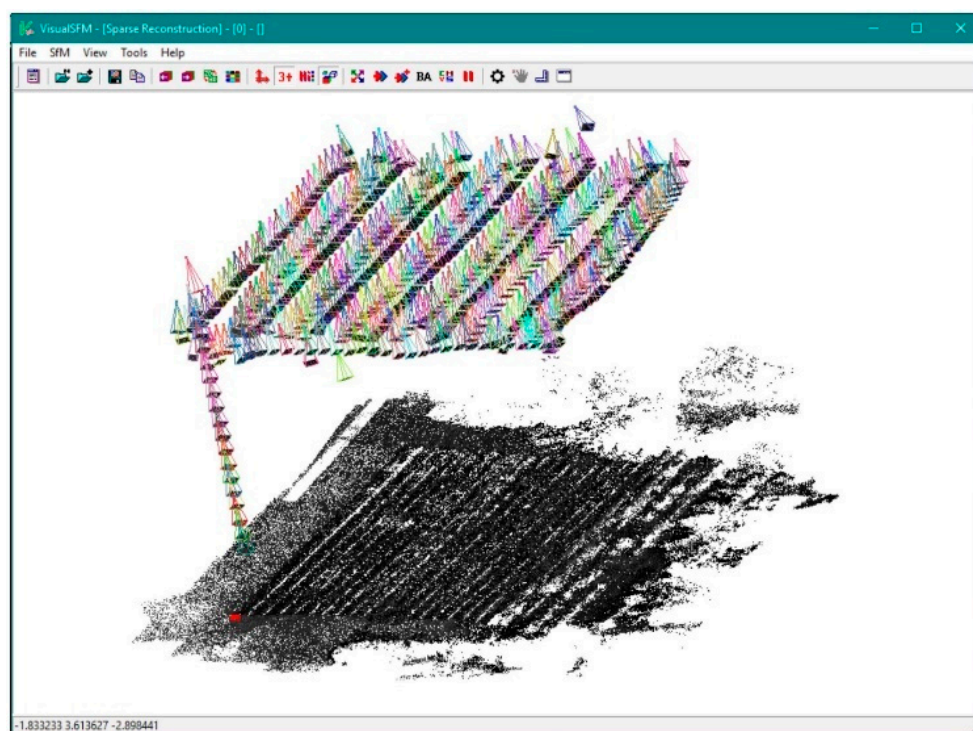 VisualSFM - [Sparse Reconstruction] - [0] - []
File SfM View Tools Help
3+ BA
-1.833233 3.613627 -2.898441